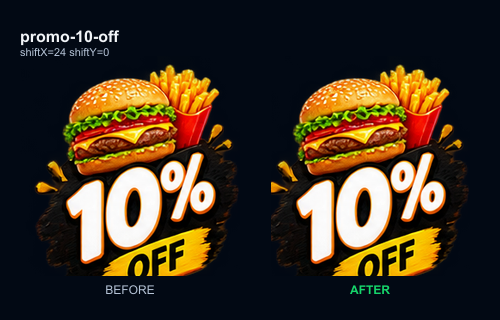 promo-10-off
shiftX=24 shiftY=0
10%
OFF
10%
OFF
BEFORE
AFTER